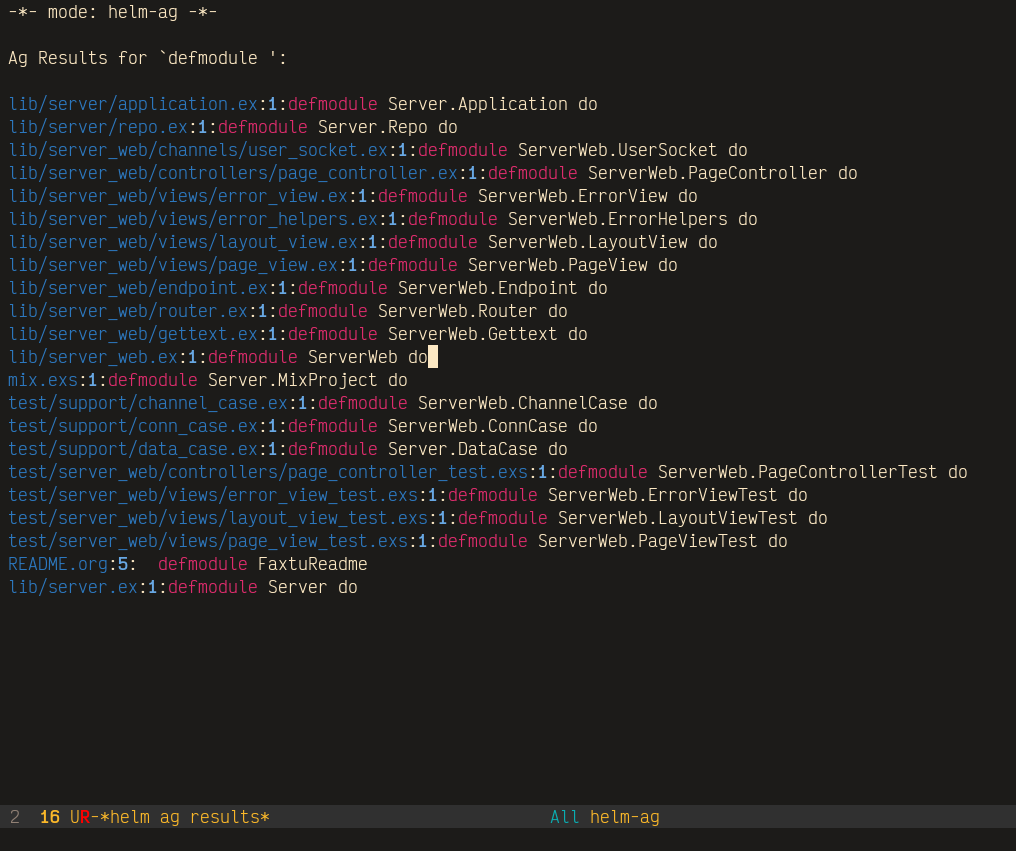 -*- mode: helm-ag -*-
Ag Results for `defmodule ':
lib/server/application.ex:1:defmodule Server.Application do
lib/server/repo.ex:1:defmodule Server.Repo do
lib/server_web/channels/user_socket.ex:1:defmodule ServerWeb.UserSocket do
lib/server_web/controllers/page_controller.ex:1:defmodule ServerWeb.PageController do
lib/server_web/views/error_view.ex:1:defmodule ServerWeb.ErrorView do
lib/server_web/views/error_helpers.ex:1:defmodule ServerWeb.ErrorHelpers do
lib/server_web/views/layout_view.ex:1:defmodule ServerWeb.LayoutView do
lib/server_web/views/page_view.ex:1:defmodule ServerWeb.PageView do
lib/server_web/endpoint.ex:1:defmodule ServerWeb.Endpoint do
lib/server_web/router.ex:1:defmodule ServerWeb.Router do
lib/server_web/gettext.ex:1:defmodule ServerWeb.Gettext do
lib/server_web.ex:1:defmodule ServerWeb do
mix.exs:1:defmodule Server.MixProject do
test/support/channel_case.ex:1:defmodule ServerWeb.ChannelCase do
test/support/conn_case.ex:1:defmodule ServerWeb.ConnCase do
test/support/data_case.ex:1:defmodule Server.DataCase do
test/server_web/controllers/page_controller_test.exs:1:defmodule ServerWeb.PageControllerTest do
test/server_web/views/error_view_test.exs:1:defmodule ServerWeb.ErrorViewTest do
test/server_web/views/layout_view_test.exs:1:defmodule ServerWeb.LayoutViewTest do
test/server_web/views/page_view_test.exs:1:defmodule ServerWeb.PageViewTest do
README.org:5:  defmodule FaxtuReadme
lib/server.ex:1:defmodule Server do
2  16 UR-*helm ag results* All helm-ag